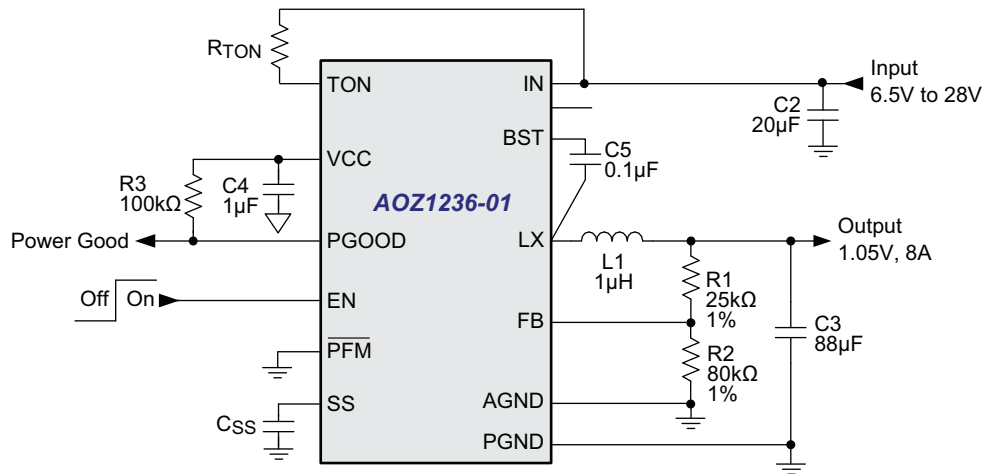 R_TON
TON
IN
Input
6.5V to 28V
C2
20µF
BST
C5
0.1µF
VCC
R3
100kΩ
C4
1µF
AOZ1236-01
Power Good
PGOOD
LX
L1
1µH
Output
1.05V, 8A
R1
25kΩ
1%
Off
On
EN
FB
C3
88µF
PFM
R2
80kΩ
1%
SS
CSS
AGND
PGND